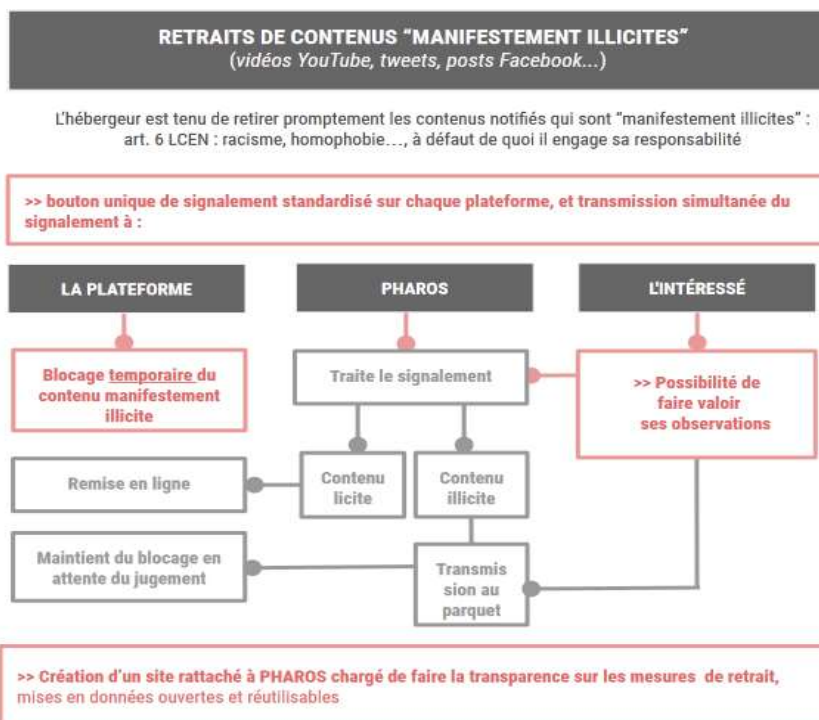 RETRAITS DE CONTENUS “MANIFESTEMENT ILLICITES”
(vidéos YouTube, tweets, posts Facebook...)
L'hébergeur est tenu de retirer promptement les contenus notifiés qui sont “manifestement illicites” :
art. 6 LCEN : racisme, homophobie…, à défaut de quoi il engage sa responsabilité
>> bouton unique de signalement standardisé sur chaque plateforme, et transmission simultanée du
signalement à :
LA PLATEFORME
PHAROS
L'INTÉRESSÉ
Blocage temporaire du
contenu manifestement
illicite
Traite le signalement
>> Possibilité de
faire valoir
ses observations
Remise en ligne
Contenu
licite
Contenu
illicite
Maintient du blocage en
attente du jugement
Transmis
sion au
parquet
>> Création d'un site rattaché à PHAROS chargé de faire la transparence sur les mesures de retrait,
mises en données ouvertes et réutilisables